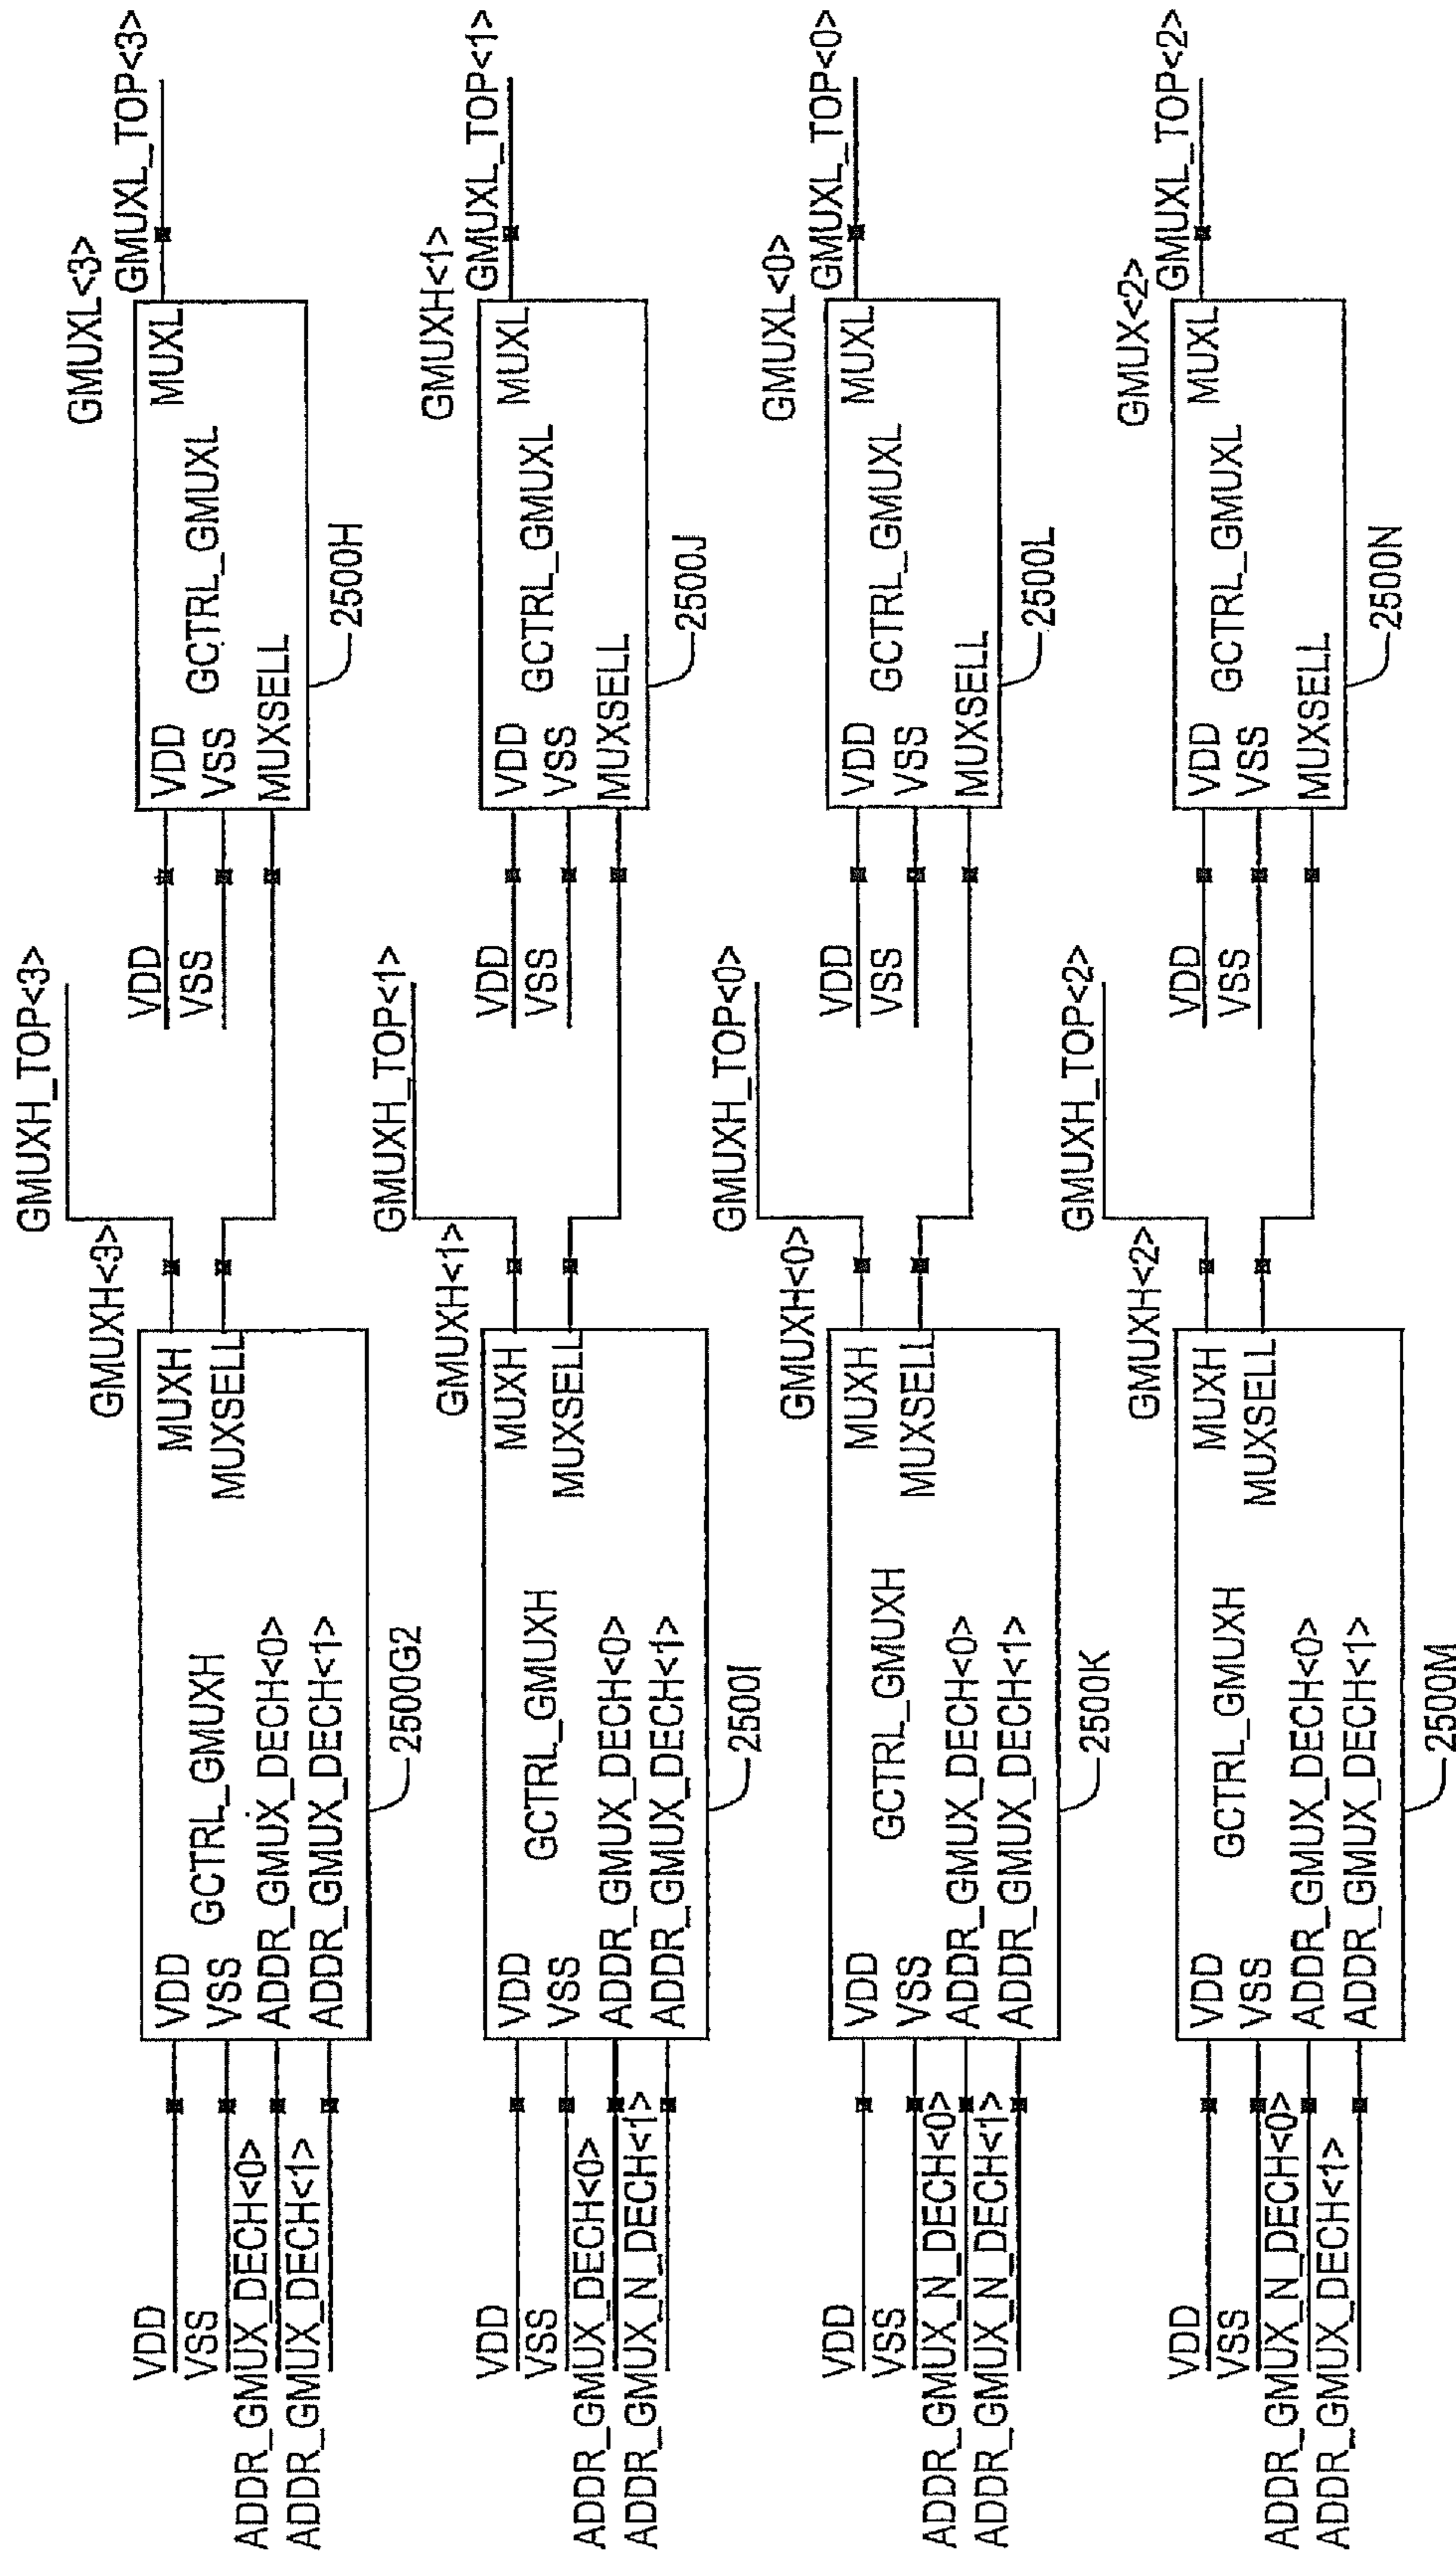 GMUXH_TOP<3>
GMUXL<3>
GMUXH<3>
GMUXL_TOP<3>
VDD
VDD
MUXH
VDD
VDD
MUXL
VSS
VSS
GCTRL_GMUXH
MUXSELL
VSS
VSS
GCTRL_GMUXL
ADDR_GMUX_DECH<0>
ADDR_GMUX_DECH<0>
MUXSELL
ADDR_GMUX_DECH<1>
ADDR_GMUX_DECH<1>
2500G2
2500H
GMUXH_TOP<1>
GMUXH<1>
GMUXH<1>
GMUXL_TOP<1>
VDD
VDD
MUXH
VDD
VDD
MUXL
VSS
VSS
GCTRL_GMUXH
MUXSELL
VSS
VSS
GCTRL_GMUXL
ADDR_GMUX_DECH<0>
ADDR_GMUX_DECH<0>
MUXSELL
ADDR_GMUX_N_DECH<1>
ADDR_GMUX_DECH<1>
2500I
2500J
GMUXH_TOP<0>
GMUXL<0>
GMUXH<0>
GMUXL_TOP<0>
VDD
VDD
MUXH
VDD
VDD
MUXL
VSS
VSS
GCTRL_GMUXH
MUXSELL
VSS
VSS
GCTRL_GMUXL
ADDR_GMUX_N_DECH<0>
ADDR_GMUX_DECH<0>
MUXSELL
ADDR_GMUX_N_DECH<1>
ADDR_GMUX_DECH<1>
2500K
2500L
GMUXH_TOP<2>
GMUX<2>
GMUXH<2>
GMUXL_TOP<2>
VDD
VDD
MUXH
VDD
VDD
MUXL
VSS
VSS
GCTRL_GMUXH
MUXSELL
VSS
VSS
GCTRL_GMUXL
ADDR_GMUX_N_DECH<0>
ADDR_GMUX_DECH<0>
MUXSELL
ADDR_GMUX_DECH<1>
ADDR_GMUX_DECH<1>
2500M
2500N